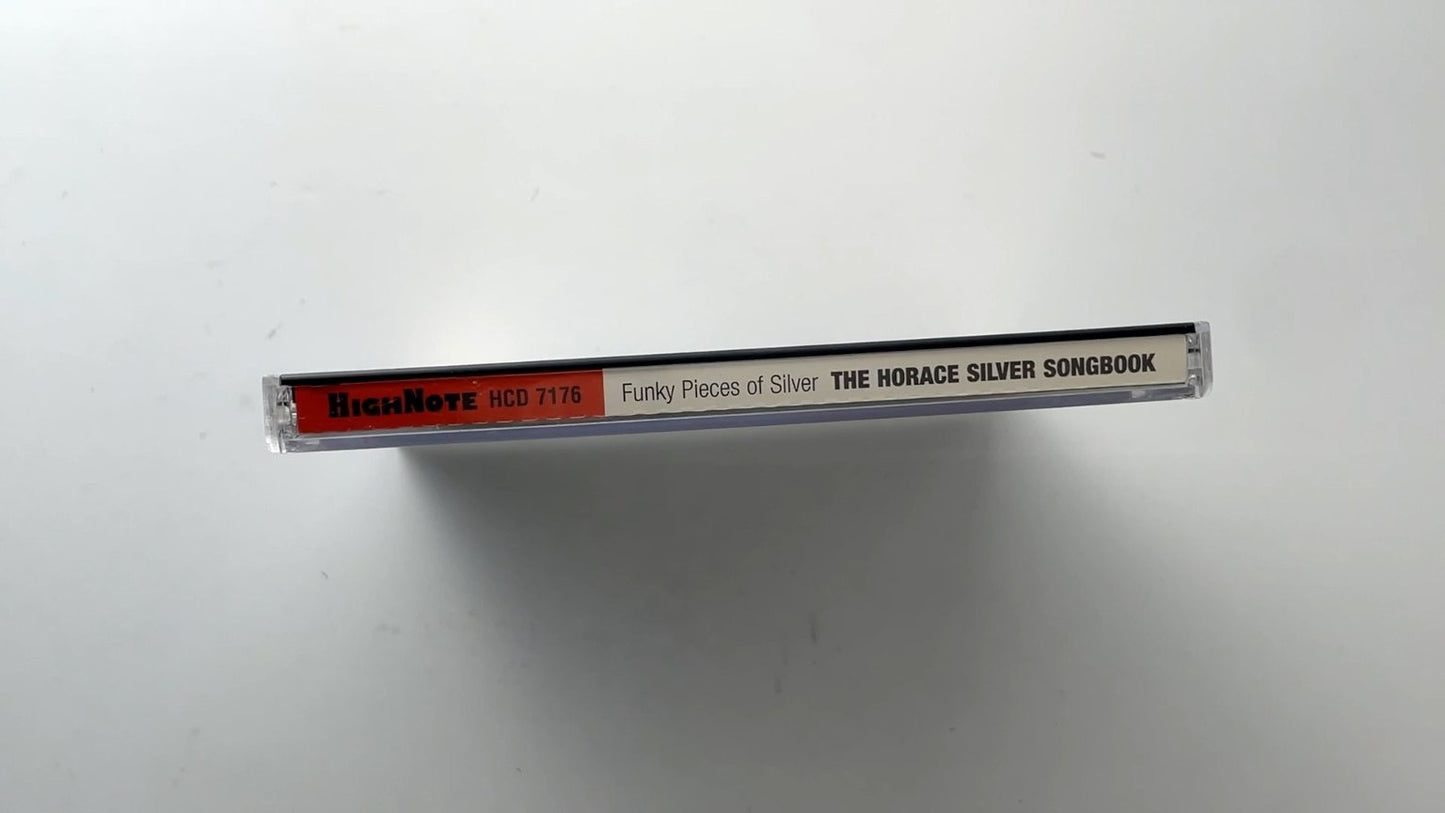 HIGHNOTE HCD 7176 Funky Pieces of Silver THE HORACE SILVER SONGBOOK